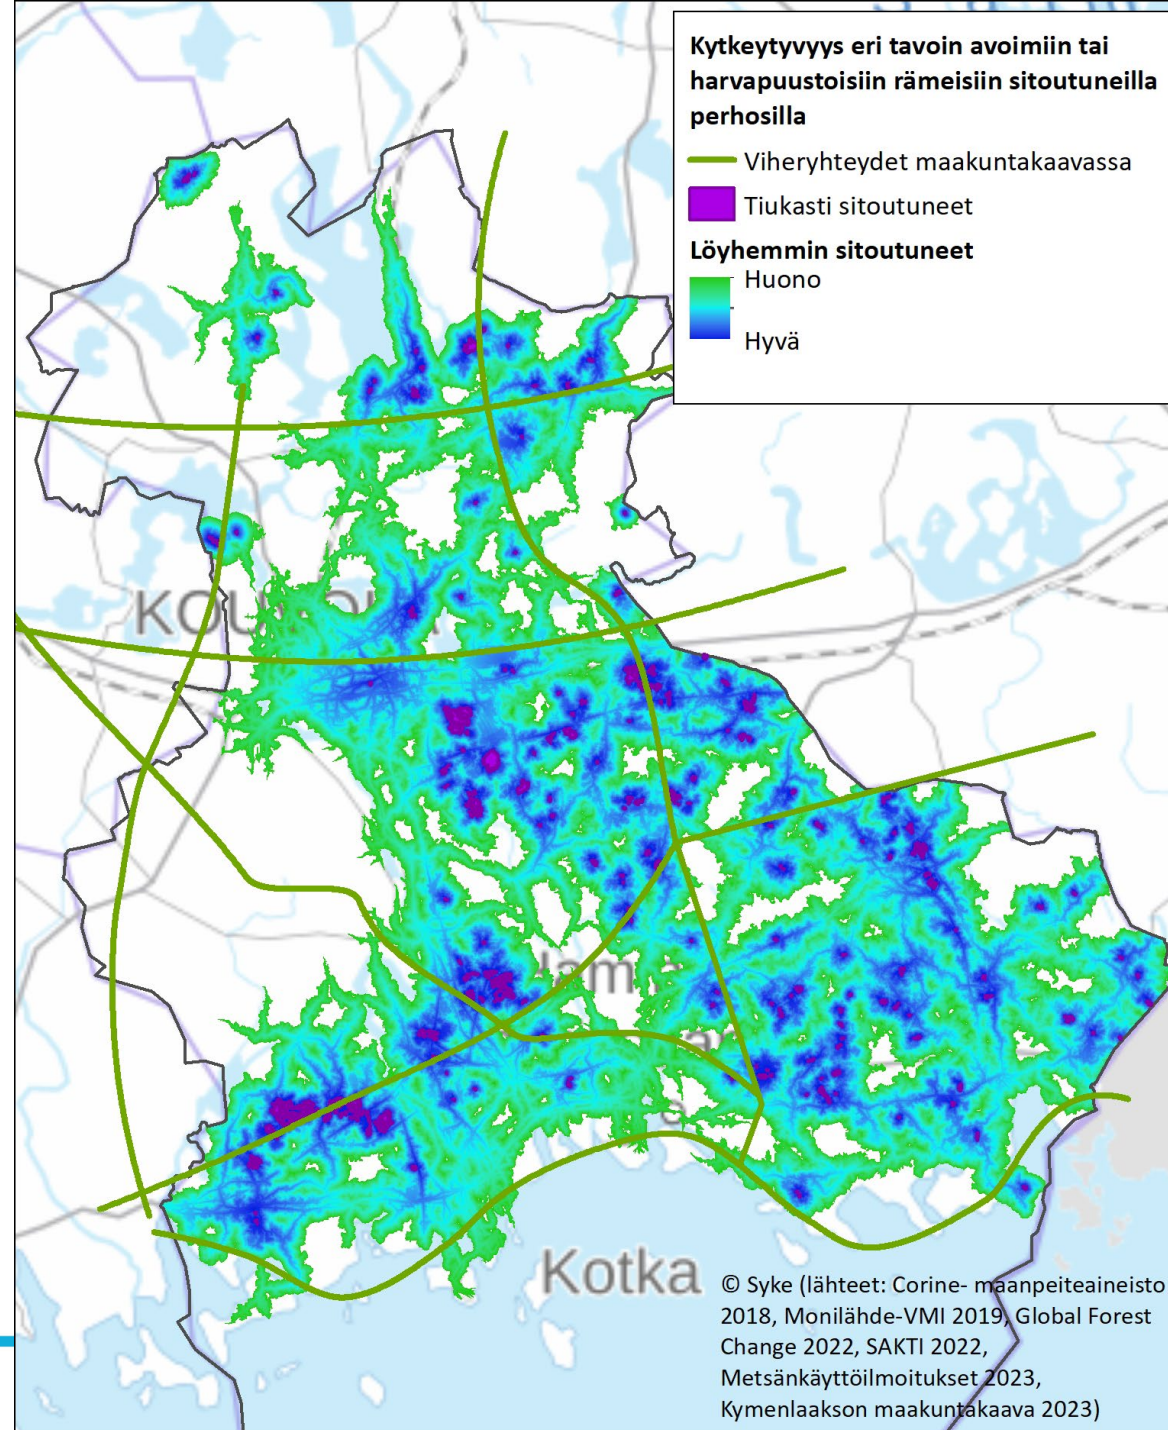 Kytkeytyvyys eri tavoin avoimiin tai
harvapuustoisiin rämeisiin sitoutuneilla
perhosilla
Viheryhteydet maakuntakaavassa
Tiukasti sitoutuneet
Löyhemmin sitoutuneet
Huono
Hyvä
Kotka
© Syke (lähteet: Corine- maanpeiteaineisto
2018, Monilähde-VMI 2019, Global Forest
Change 2022, SAKTI 2022,
Metsänkäyttöilmoitukset 2023,
Kymenlaakson maakuntakaava 2023)